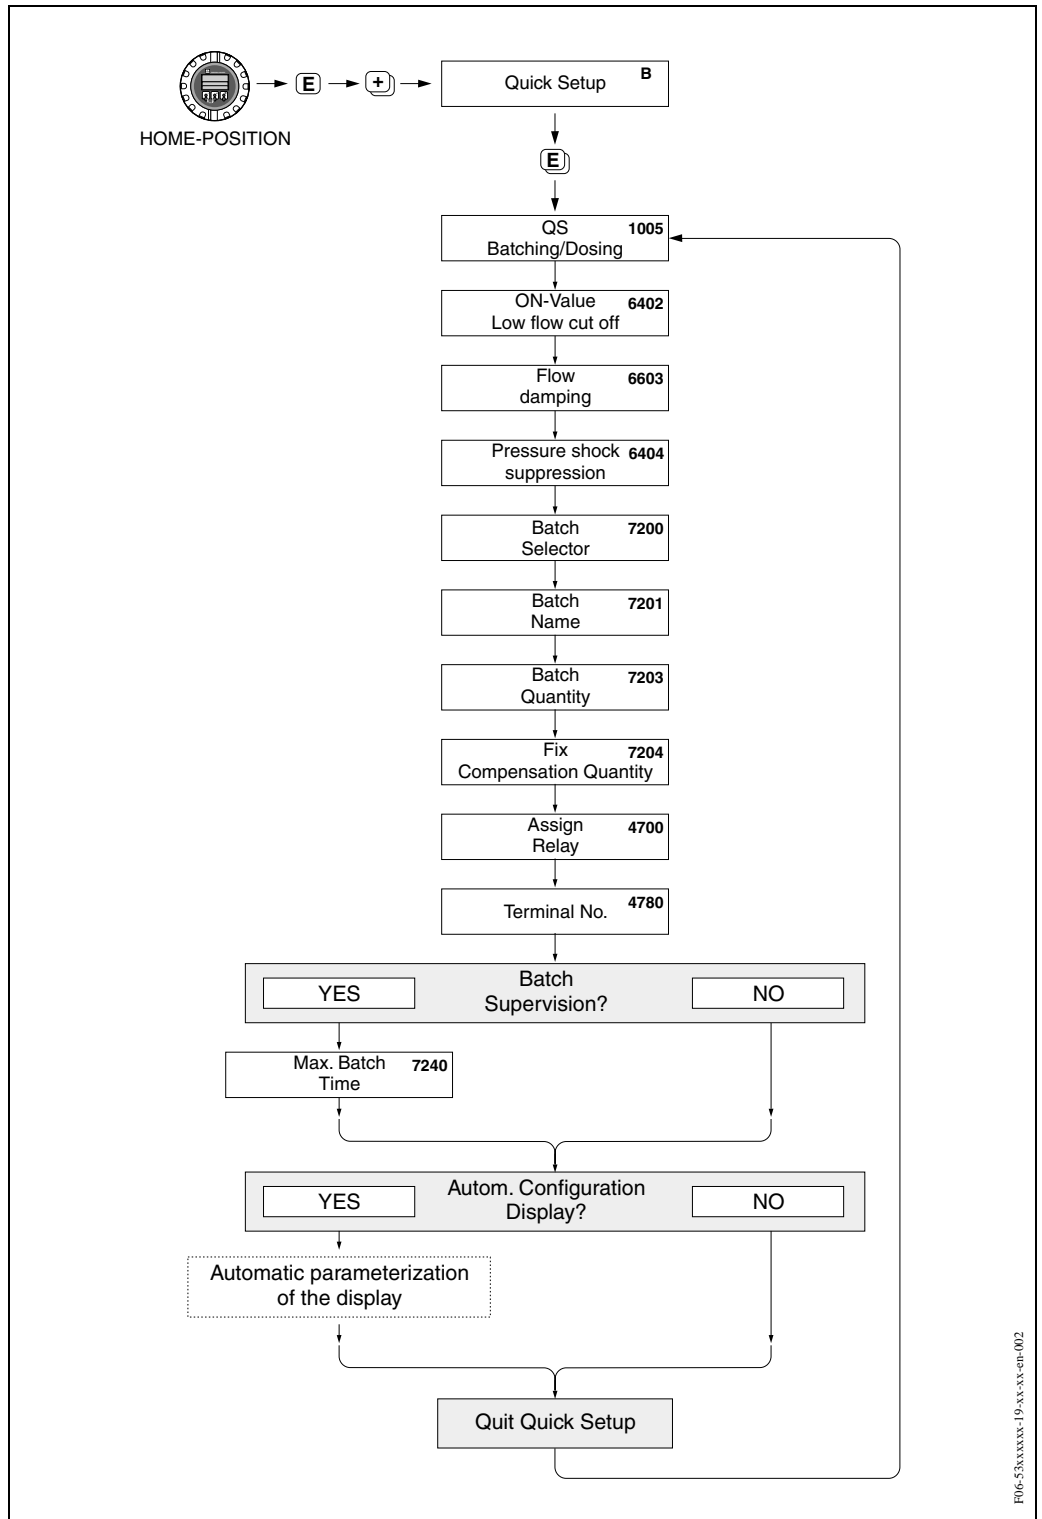 E
+
Quick Setup
B
HOME-POSITION
E
QS
1005
Batching/Dosing
ON-Value
6402
Low flow cut off
Flow
6603
damping
Pressure shock
6404
suppression
Batch
7200
Selector
Batch
7201
Name
Batch
7203
Quantity
Fix
7204
Compensation Quantity
Assign
4700
Relay
Terminal No.
4780
YES
Batch
Supervision?
NO
Max. Batch
7240
Time
YES
Autom. Configuration
Display?
NO
Automatic parameterization
of the display
Quit Quick Setup
F06-53xxxxxx-19-xx-xx-en-002